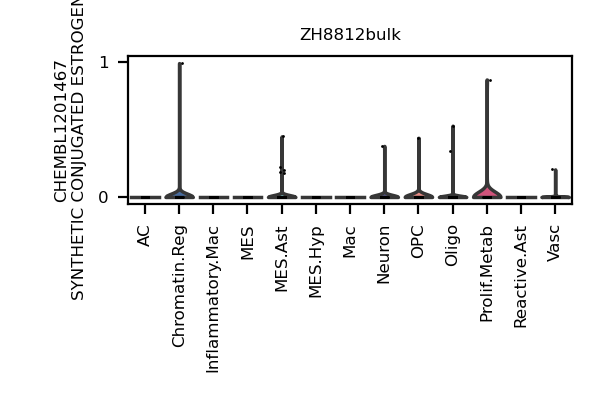 ZH8812bulk
CHEMBL1201467
SYNTHETIC CONJUGATED
1
0
AC
Chromatin.Reg
Inflammatory.Mac
MES
MES.Ast
MES.Hyp
Mac
Neuron
OPC
Oligo
Prolif.Metab
Reactive.Ast
Vasc